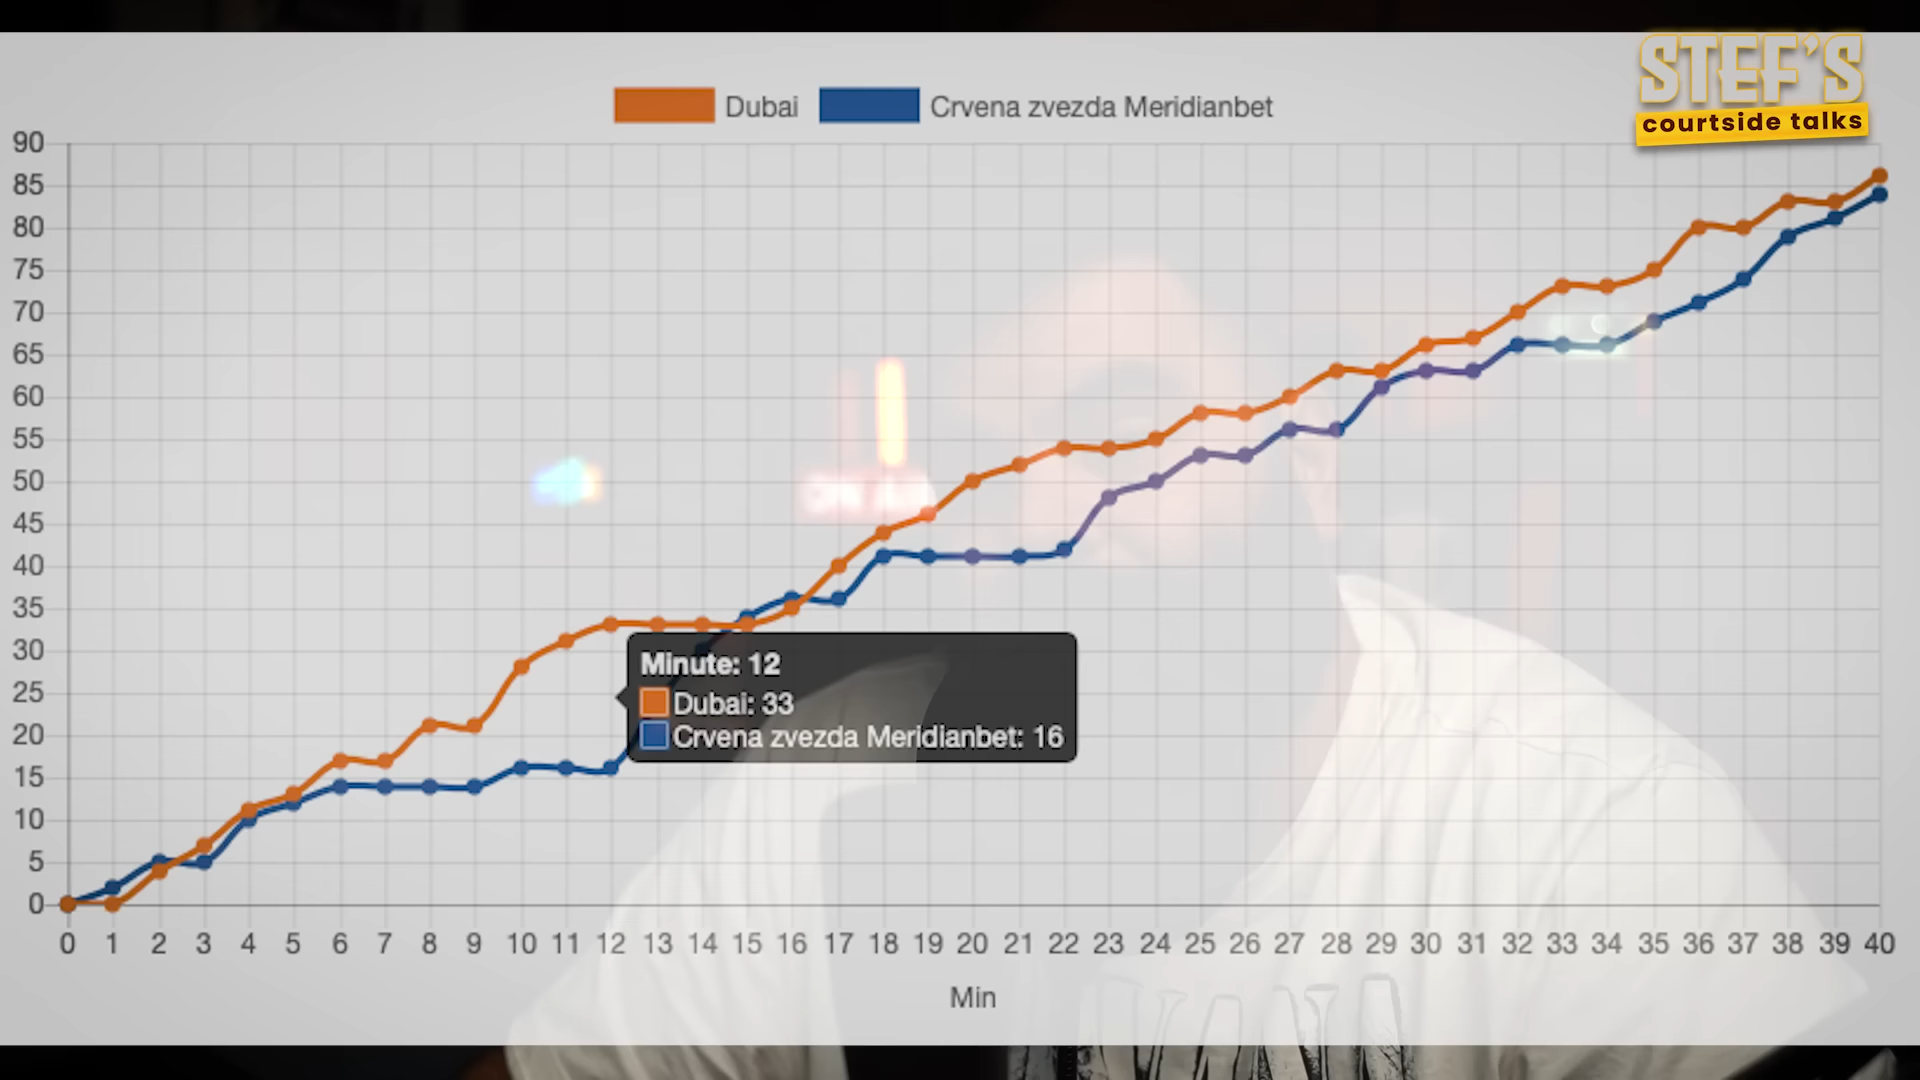 STEF'S
courtside talks
Dubai
Crvena zvezda Meridianbet
90
85
80
75
70
65
60
55
50
45
40
35
30
25
20
15
10
5
0
Minute: 12
Dubai: 33
Crvena zvezda Meridianbet: 16
0 1 2 3 4 5 6 7 8 9 10 11 12 13 14 15 16 17 18 19 20 21 22 23 24 25 26 27 28 29 30 31 32 33 34 35 36 37 38 39 40
Min